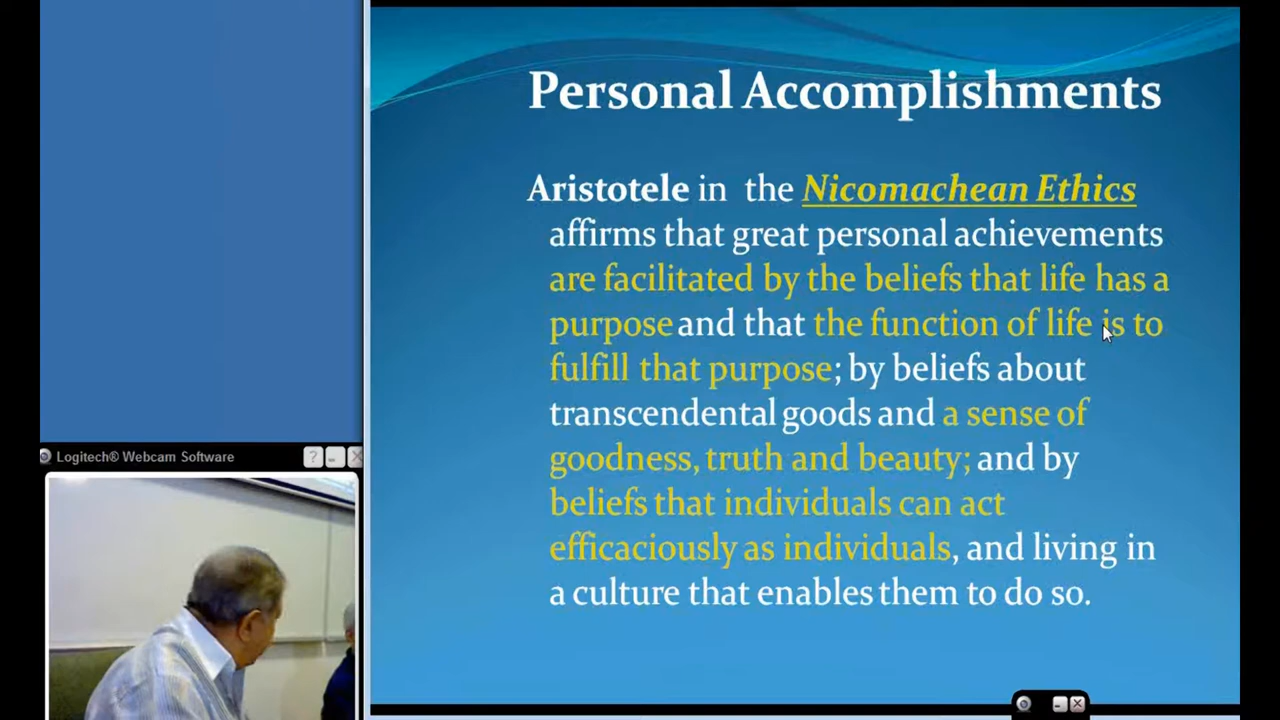 Personal Accomplishments
Aristotele in the Nicomachean Ethics
affirms that great personal achievements
are facilitated by the beliefs that life has a
purpose and that the function of life is to
fulfill that purpose; by beliefs about
transcendental goods and a sense of
goodness, truth and beauty; and by
beliefs that individuals can act
efficaciously as individuals, and living in
a culture that enables them to do so.
Logitech® Webcam Software